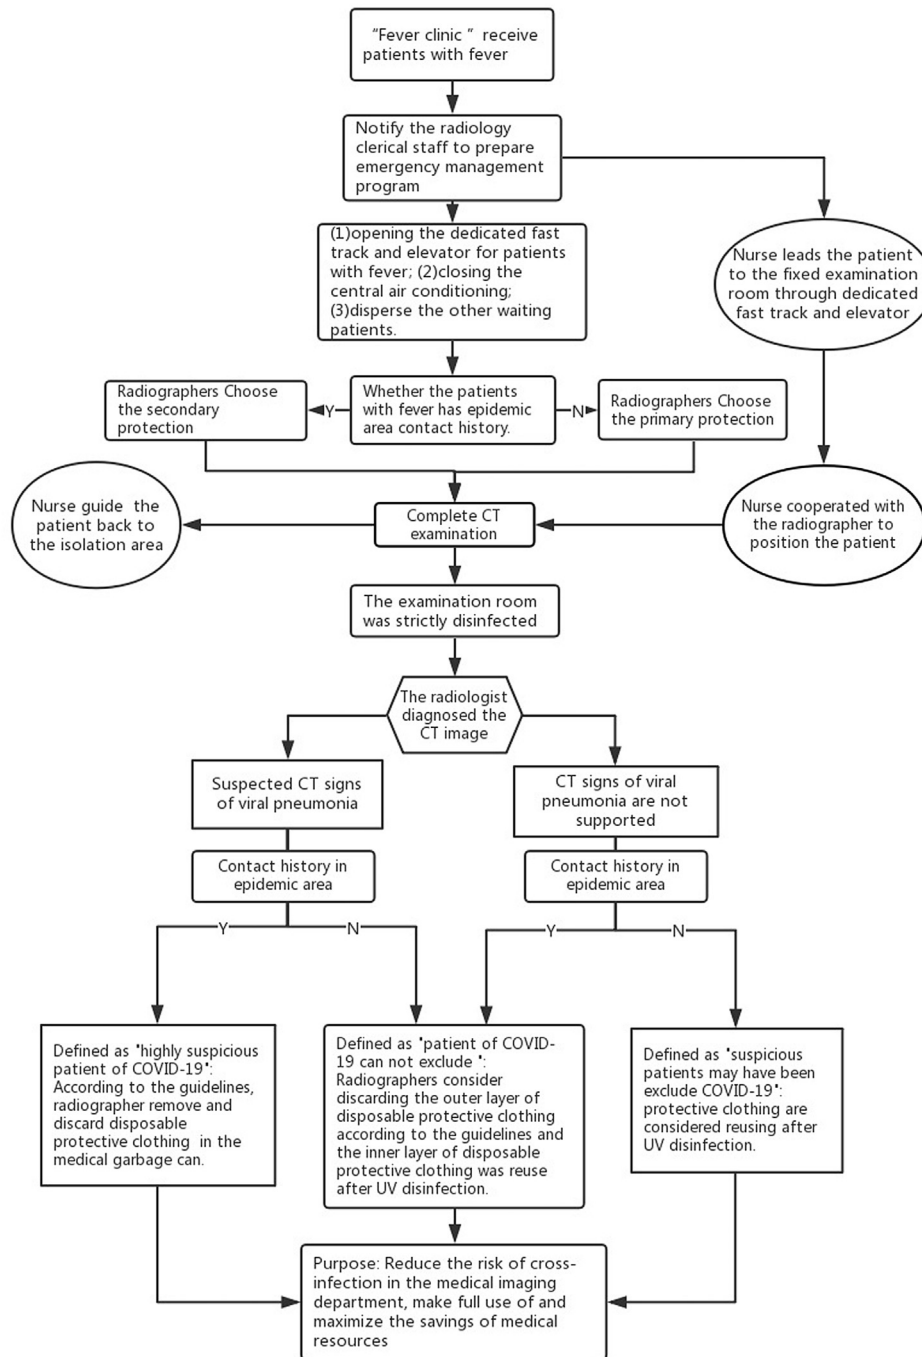 “Fever clinic ” receive
patients with fever
Notify the radiology
clerical staff to prepare
emergency management
program
(1)opening the dedicated fast
track and elevator for patients
with fever; (2)closing the
central air conditioning;
(3)disperse the other waiting
patients.
Nurse leads the patient
to the fixed examination
room through dedicated
fast track and elevator
Radiographers Choose
the secondary
protection
Y
Whether the patients
with fever has epidemic
area contact history.
N
Radiographers Choose
the primary protection
Nurse guide the
patient back to
the isolation area
Complete CT
examination
Nurse cooperated with
the radiographer to
position the patient
The examination room
was strictly disinfected
The radiologist
diagnosed the
CT image
Suspected CT signs
of viral pneumonia
CT signs of viral
pneumonia are not
supported
Contact history in
epidemic area
Contact history in
epidemic area
Y
N
Y
N
Defined as "highly suspicious
patient of COVID-19":
According to the guidelines,
radiographer remove and
discard disposable
protective clothing in the
medical garbage can.
Defined as "patient of COVID-
19 can not exclude ":
Radiographers consider
discarding the outer layer of
disposable protective clothing
according to the guidelines and
the inner layer of disposable
protective clothing was reuse
after UV disinfection.
Defined as "suspicious
patients may have been
exclude COVID-19":
protective clothing are
considered reusing after
UV disinfection.
Purpose: Reduce the risk of cross-
infection in the medical imaging
department, make full use of and
maximize the savings of medical
resources